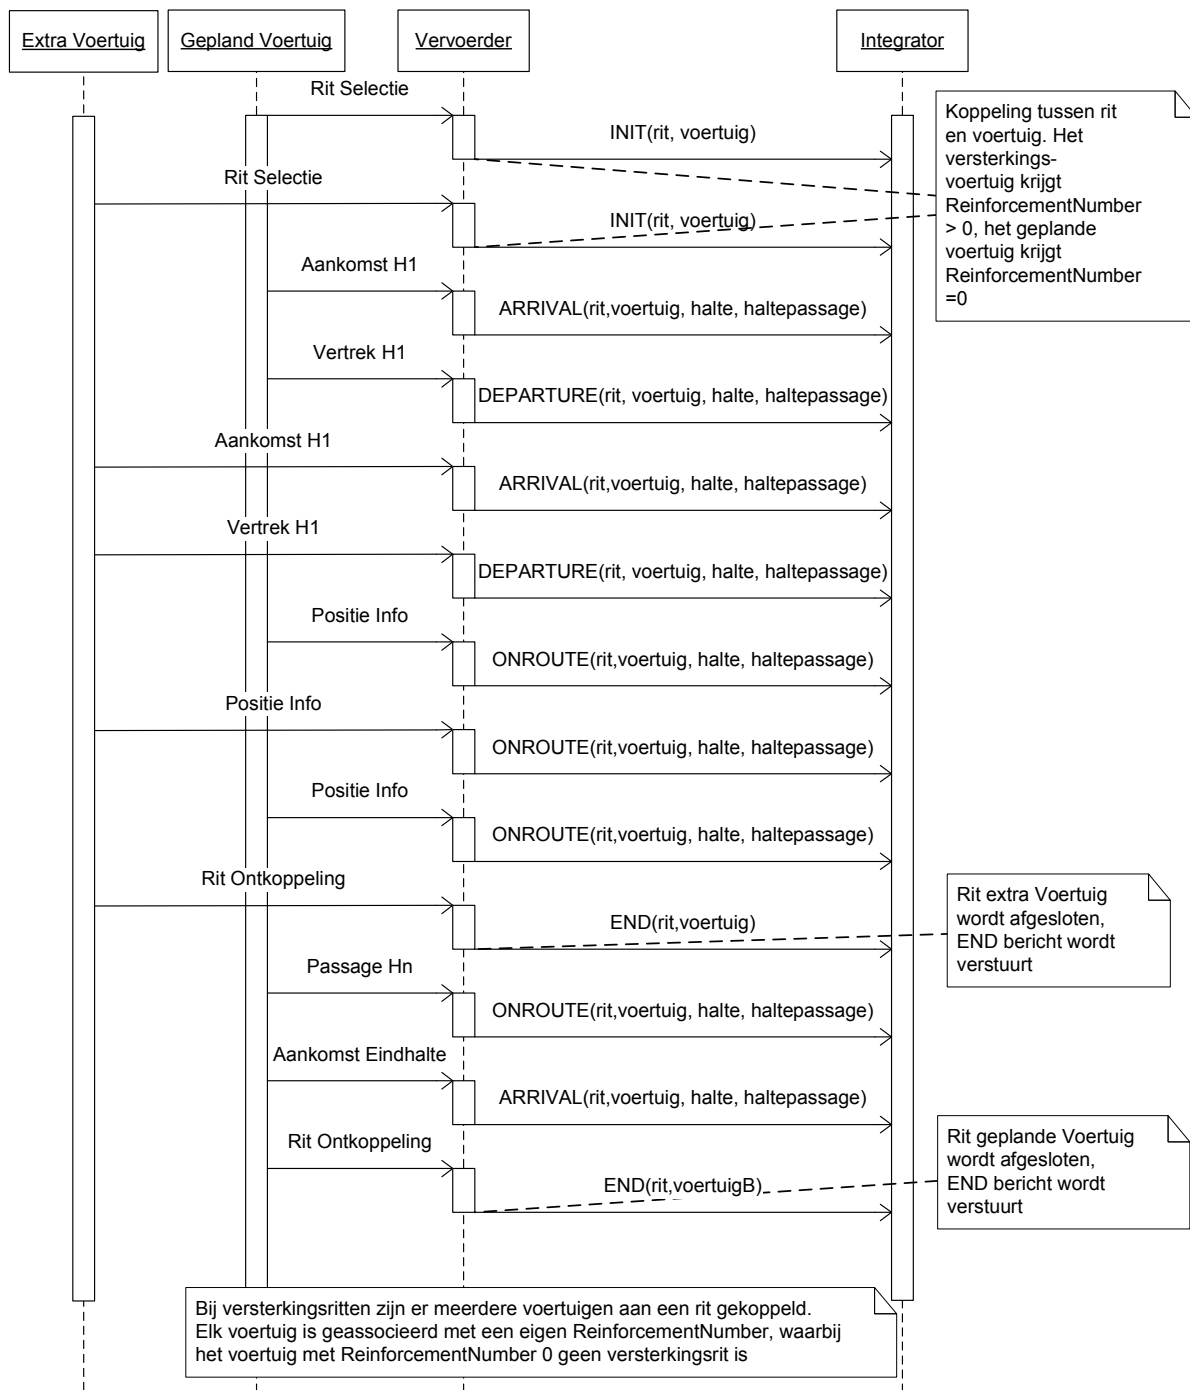 Extra Voertuig
Gepland Voertuig
Vervoerder
Integrator
Rit Selectie
INIT(rit, voertuig)
Koppeling tussen rit
en voertuig. Het
versterkings-
voertuig krijgt
ReinforcementNumber
> 0, het geplande
voertuig krijgt
ReinforcementNumber
=0
Rit Selectie
INIT(rit, voertuig)
Aankomst H1
ARRIVAL(rit,voertuig, halte, haltepassage)
Vertrek H1
DEPARTURE(rit, voertuig, halte, haltepassage)
Aankomst H1
ARRIVAL(rit,voertuig, halte, haltepassage)
Vertrek H1
DEPARTURE(rit, voertuig, halte, haltepassage)
Positie Info
ONROUTE(rit,voertuig, halte, haltepassage)
Positie Info
ONROUTE(rit,voertuig, halte, haltepassage)
Positie Info
ONROUTE(rit,voertuig, halte, haltepassage)
Rit Ontkoppeling
END(rit,voertuig)
Rit extra Voertuig
wordt afgesloten,
END bericht wordt
verstuurt
Passage Hn
ONROUTE(rit,voertuig, halte, haltepassage)
Aankomst Eindhalte
ARRIVAL(rit,voertuig, halte, haltepassage)
Rit Ontkoppeling
END(rit,voertuigB)
Rit geplande Voertuig
wordt afgesloten,
END bericht wordt
verstuurt
Bij versterkingsritten zijn er meerdere voertuigen aan een rit gekoppeld.
Elk voertuig is geassocieerd met een eigen ReinforcementNumber, waarbij
het voertuig met ReinforcementNumber 0 geen versterkingsrit is